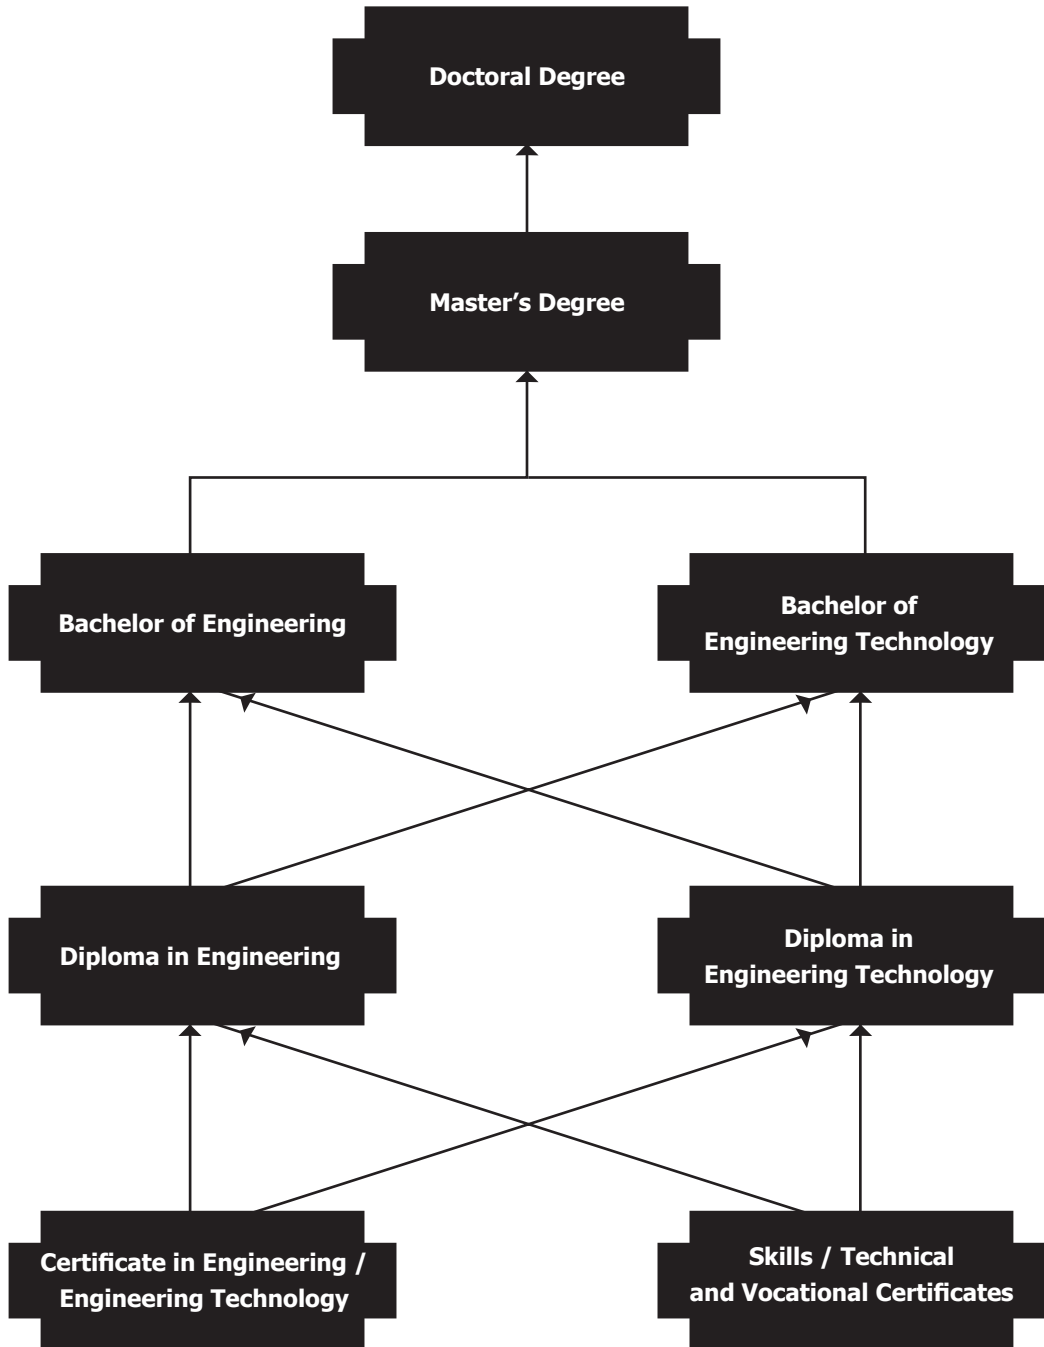 Doctoral Degree
Master’s Degree
Bachelor of Engineering
Bachelor of
Engineering Technology
Diploma in Engineering
Diploma in
Engineering Technology
Certificate in Engineering /
Engineering Technology
Skills / Technical
and Vocational Certificates